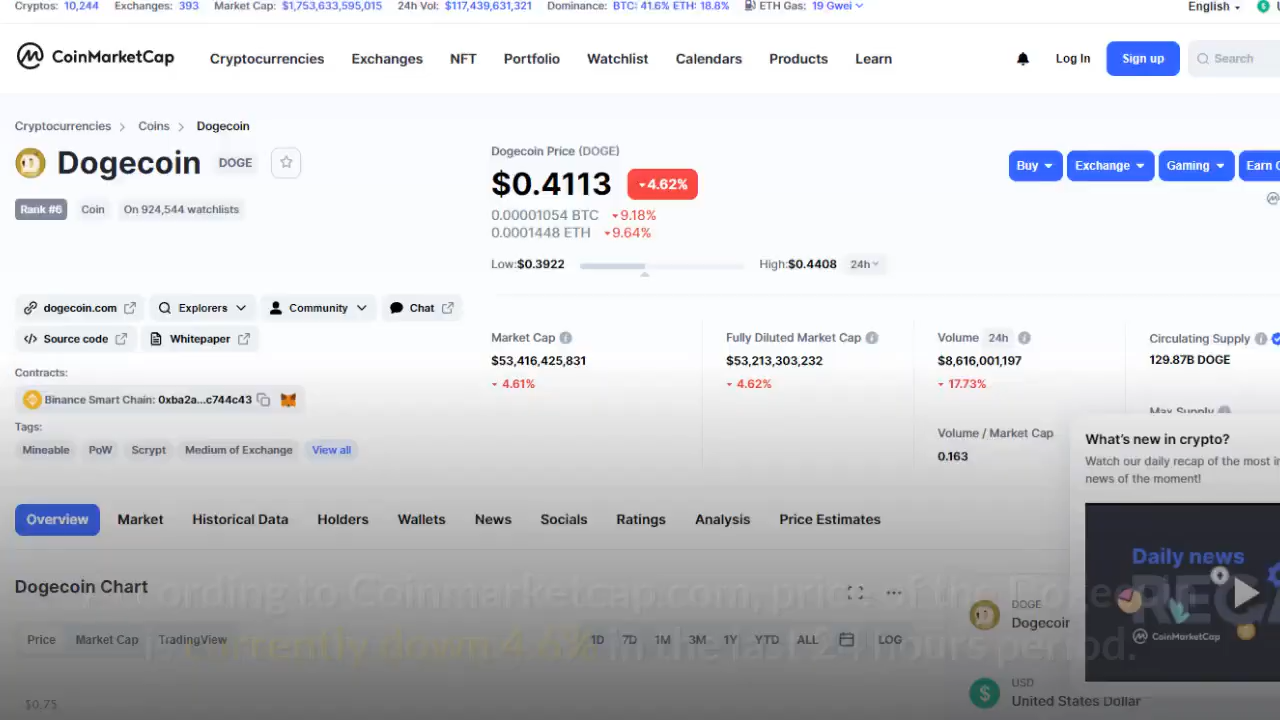 Cryptos: 10,244 Exchanges: 393 Market Cap: $1,753,633,595,015 24h Vol: $117,439,631,321 Dominance: BTC: 41.6% ETH: 18.8% ETH Gas: 19 Gwei English
CoinMarketCap Cryptocurrencies Exchanges NFT Portfolio Watchlist Calendars Products Learn Log In Sign up Search
Cryptocurrencies Coins Dogecoin
Dogecoin DOGE
Rank #6 Coin On 924,544 watchlists
Dogecoin Price (DOGE)
$0.4113 4.62%
0.00001054 BTC 9.18%
0.0001448 ETH 9.64%
Low:$0.3922 High:$0.4408 24h
Buy Exchange Gaming Earn
dogecoin.com Explorers Community Chat
Source code Whitepaper
Contracts:
Binance Smart Chain: 0xba2a...c744c43
Tags:
Mineable PoW Scrypt Medium of Exchange View all
Market Cap
$53,416,425,831
4.61%
Fully Diluted Market Cap
$53,213,303,232
4.62%
Volume 24h
$8,616,001,197
17.73%
Volume / Market Cap
0.163
Circulating Supply
129.87B DOGE
Max Supply
What's new in crypto?
Watch our daily recap of the most
news of the moment!
Daily news
CoinMarketCap
Overview Market Historical Data Holders Wallets News Socials Ratings Analysis Price Estimates
Dogecoin Chart
Price Market Cap TradingView 1D 7D 1M 3M 1Y YTD ALL LOG
$0.75
DOGE
Dogecoin
USD
United States Dollar
to Coinmarketcap.com, price of the
is currently down 4.6% in the last 24 hours period.